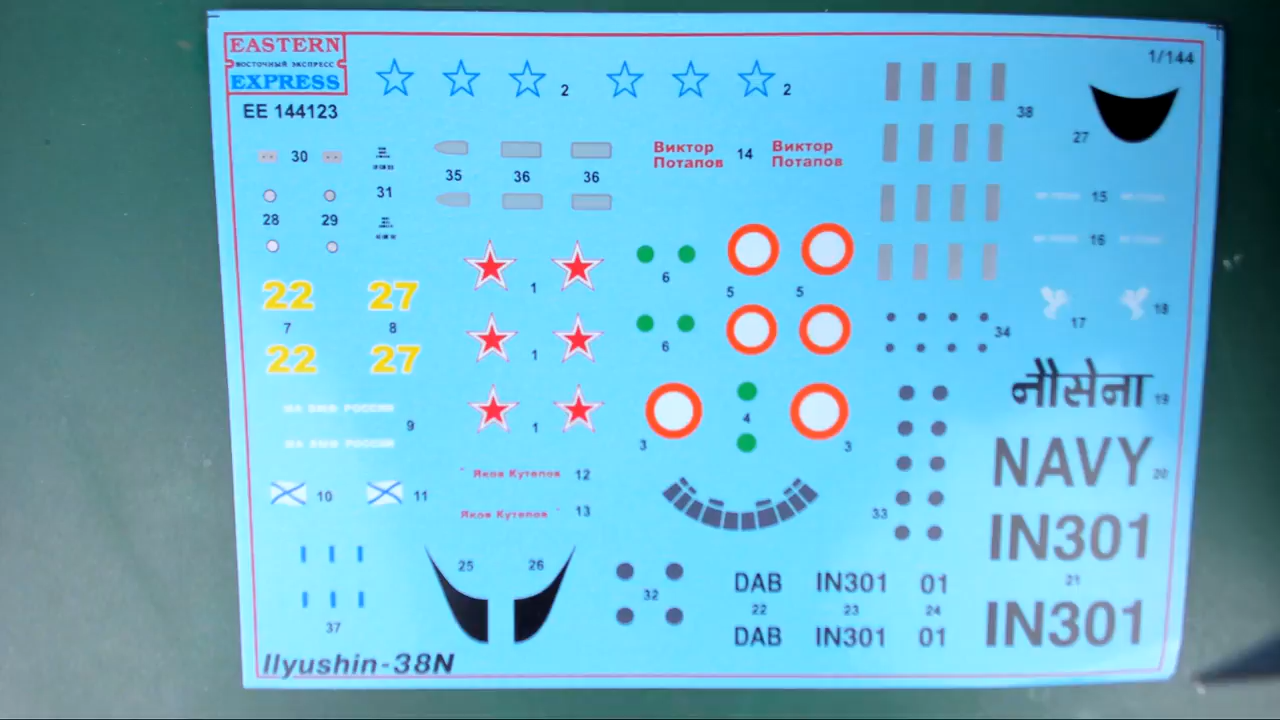 EASTERN
ВОСТОЧНЫЙ ЭКСПРЕСС
EXPRESS
EE 144123
1/144
2
2
38
27
30
31
35
36
36
Виктор
Потапов
14
Виктор
Потапов
15
28
29
16
1
6
5
5
17
18
22
27
7
8
22
27
1
6
34
नौसेना
19
ВМФ РОССИИ
9
ВМФ РОССИИ
1
3
4
3
NAVY
20
Яков Кутепов
12
10
11
Яков Кутепов
13
33
IN301
25
26
32
DAB
IN301
01
21
22
23
24
37
DAB
IN301
01
IN301
Ilyushin-38N